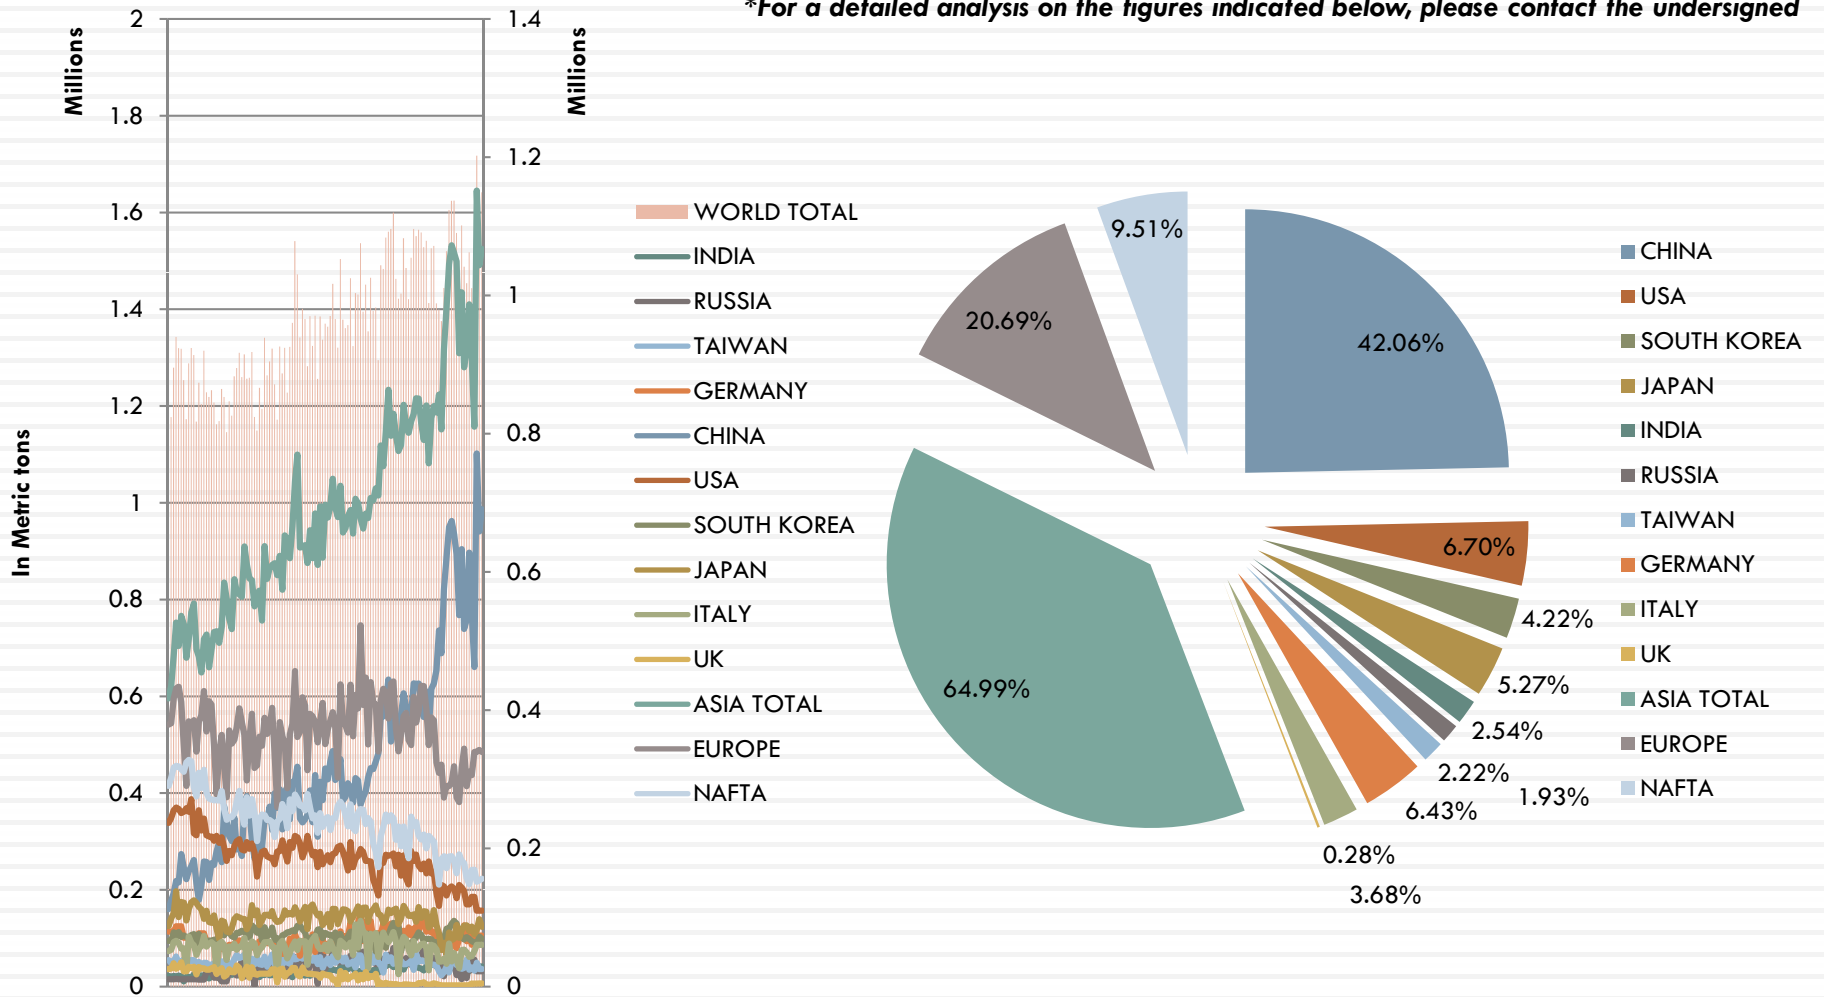 *For a detailed analysis on the figures indicated below, please contact the undersigned
Millions
Millions
In Metric tons
2
1.8
1.6
1.4
1.2
1
0.8
0.6
0.4
0.2
0
1.4
1.2
1
0.8
0.6
0.4
0.2
0
WORLD TOTAL
INDIA
RUSSIA
TAIWAN
GERMANY
CHINA
USA
SOUTH KOREA
JAPAN
ITALY
UK
ASIA TOTAL
EUROPE
NAFTA
9.51%
20.69%
42.06%
6.70%
4.22%
5.27%
2.54%
2.22%
1.93%
6.43%
0.28%
3.68%
64.99%
CHINA
USA
SOUTH KOREA
JAPAN
INDIA
RUSSIA
TAIWAN
GERMANY
ITALY
UK
ASIA TOTAL
EUROPE
NAFTA